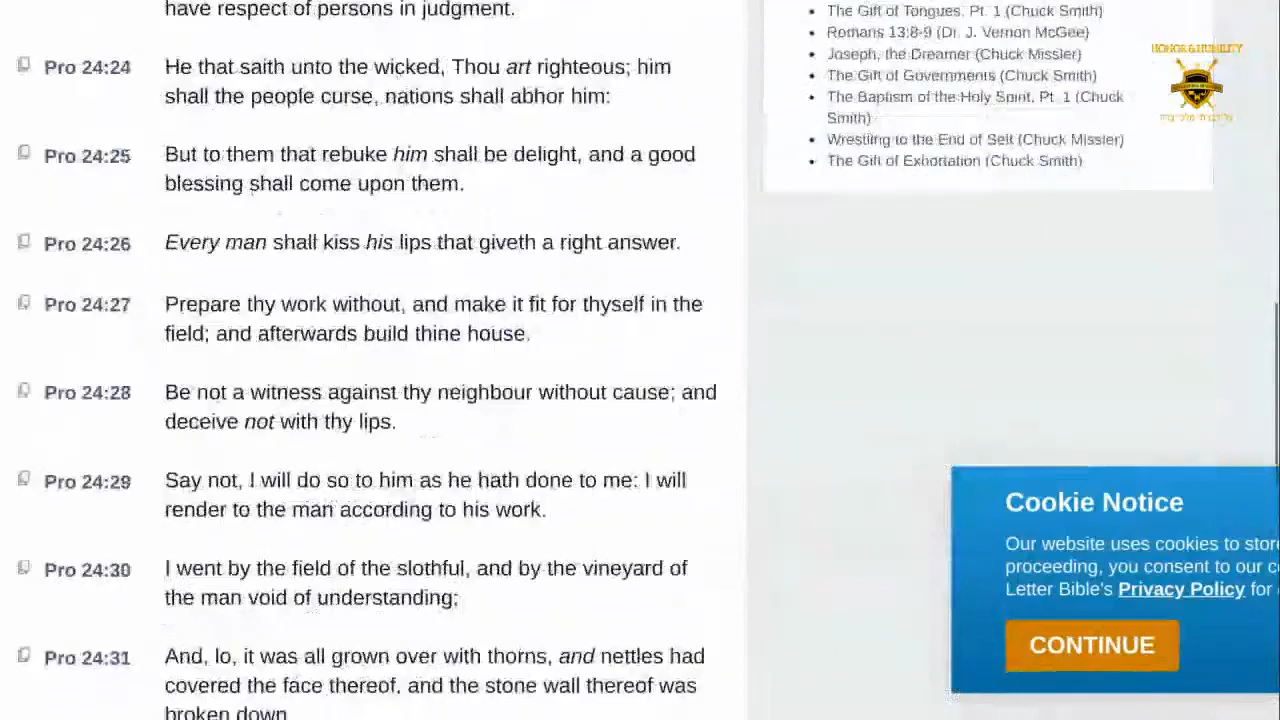 have respect of persons in judgment.
Pro 24:24 He that saith unto the wicked, Thou art righteous; him
shall the people curse, nations shall abhor him:
Pro 24:25 But to them that rebuke him shall be delight, and a good
blessing shall come upon them.
Pro 24:26 Every man shall kiss his lips that giveth a right answer.
Pro 24:27 Prepare thy work without, and make it fit for thyself in the
field; and afterwards build thine house.
Pro 24:28 Be not a witness against thy neighbour without cause; and
deceive not with thy lips.
Pro 24:29 Say not, I will do so to him as he hath done to me: I will
render to the man according to his work.
Pro 24:30 I went by the field of the slothful, and by the vineyard of
the man void of understanding;
Pro 24:31 And, lo, it was all grown over with thorns, and nettles had
covered the face thereof, and the stone wall thereof was
broken down.
The Gift of Tongues, Pt. 1 (Chuck Smith)
Romans 13:8-9 (Dr. J. Vernon McGee)
Joseph, the Dreamer (Chuck Missler)
The Gift of Governments (Chuck Smith)
The Baptism of the Holy Spirit, Pt. 1 (Chuck
Smith)
Wrestling to the End of Self (Chuck Missler)
The Gift of Exhortation (Chuck Smith)
HONOR & HUMILITY
Cookie Notice
Our website uses cookies to store
proceeding, you consent to our c
Letter Bible's Privacy Policy for
CONTINUE